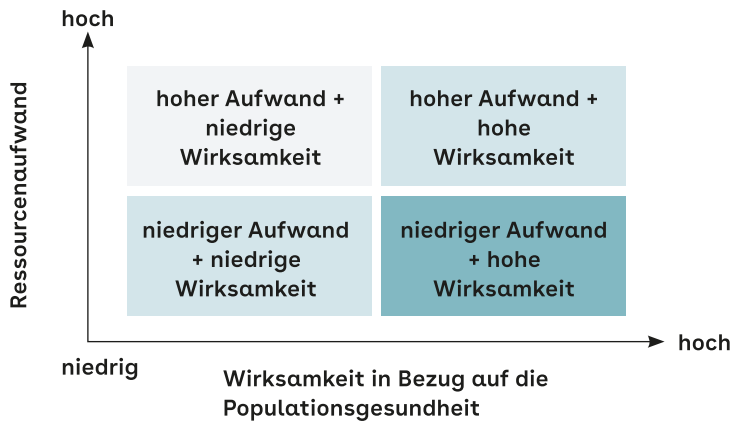 hoch
Ressourcenaufwand
hoher Aufwand +
niedrige
Wirksamkeit
hoher Aufwand +
hohe
Wirksamkeit
niedriger Aufwand
+ niedrige
Wirksamkeit
niedriger Aufwand
+ hohe
Wirksamkeit
hoch
niedrig
Wirksamkeit in Bezug auf die
Populationsgesundheit